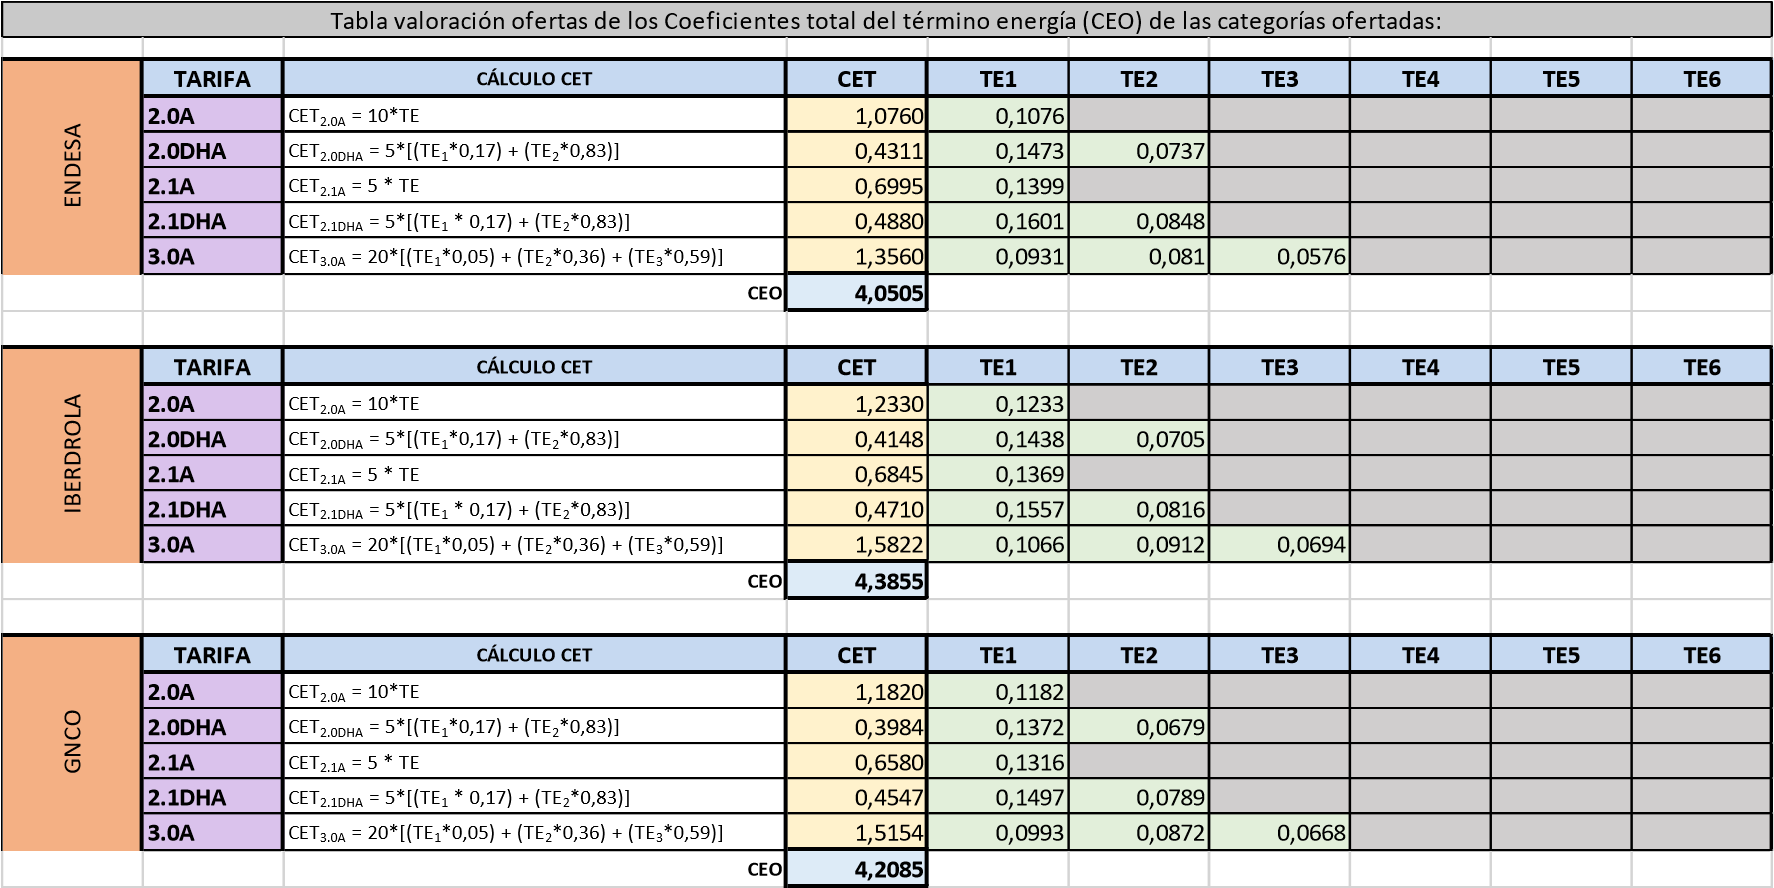 Tabla valoración ofertas de los Coeficientes total del término energía (CEO) de las categorías ofertadas:
ENDESA
TARIFA CÁLCULO CET CET TE1 TE2 TE3 TE4 TE5 TE6
2.0A CET2.0A = 10*TE 1,0760 0,1076
2.0DHA CET2.0DHA = 5*[(TE1*0,17) + (TE2*0,83)] 0,4311 0,1473 0,0737
2.1A CET2.1A = 5 * TE 0,6995 0,1399
2.1DHA CET2.1DHA = 5*[(TE1 * 0,17) + (TE2*0,83)] 0,4880 0,1601 0,0848
3.0A CET3.0A = 20*[(TE1*0,05) + (TE2*0,36) + (TE3*0,59)] 1,3560 0,0931 0,081 0,0576
CEO 4,0505
IBERDROLA
TARIFA CÁLCULO CET CET TE1 TE2 TE3 TE4 TE5 TE6
2.0A CET2.0A = 10*TE 1,2330 0,1233
2.0DHA CET2.0DHA = 5*[(TE1*0,17) + (TE2*0,83)] 0,4148 0,1438 0,0705
2.1A CET2.1A = 5 * TE 0,6845 0,1369
2.1DHA CET2.1DHA = 5*[(TE1 * 0,17) + (TE2*0,83)] 0,4710 0,1557 0,0816
3.0A CET3.0A = 20*[(TE1*0,05) + (TE2*0,36) + (TE3*0,59)] 1,5822 0,1066 0,0912 0,0694
CEO 4,3855
GNCO
TARIFA CÁLCULO CET CET TE1 TE2 TE3 TE4 TE5 TE6
2.0A CET2.0A = 10*TE 1,1820 0,1182
2.0DHA CET2.0DHA = 5*[(TE1*0,17) + (TE2*0,83)] 0,3984 0,1372 0,0679
2.1A CET2.1A = 5 * TE 0,6580 0,1316
2.1DHA CET2.1DHA = 5*[(TE1 * 0,17) + (TE2*0,83)] 0,4547 0,1497 0,0789
3.0A CET3.0A = 20*[(TE1*0,05) + (TE2*0,36) + (TE3*0,59)] 1,5154 0,0993 0,0872 0,0668
CEO 4,2085